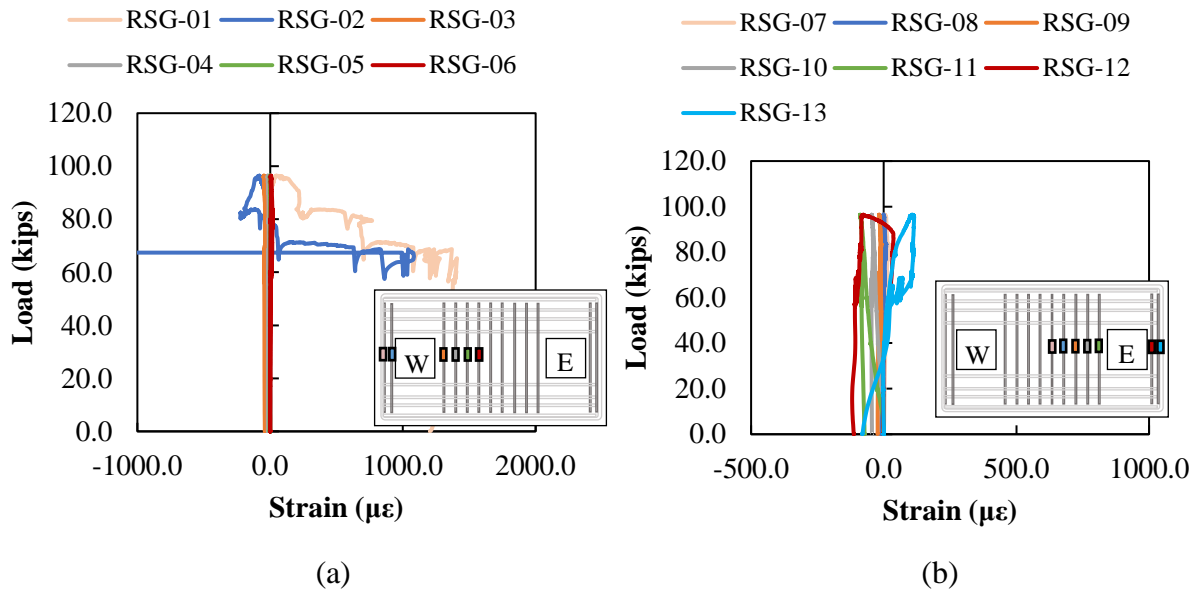 RSG-01 RSG-02 RSG-03
RSG-04 RSG-05 RSG-06
120.0
100.0
80.0
60.0
40.0
20.0
0.0
-1000.0 0.0 1000.0 2000.0
Load (kips)
Strain (με)
W E
(a)
RSG-07 RSG-08 RSG-09
RSG-10 RSG-11 RSG-12
RSG-13
120.0
100.0
80.0
60.0
40.0
20.0
0.0
-500.0 0.0 500.0 1000.0
Load (kips)
Strain (με)
W E
(b)